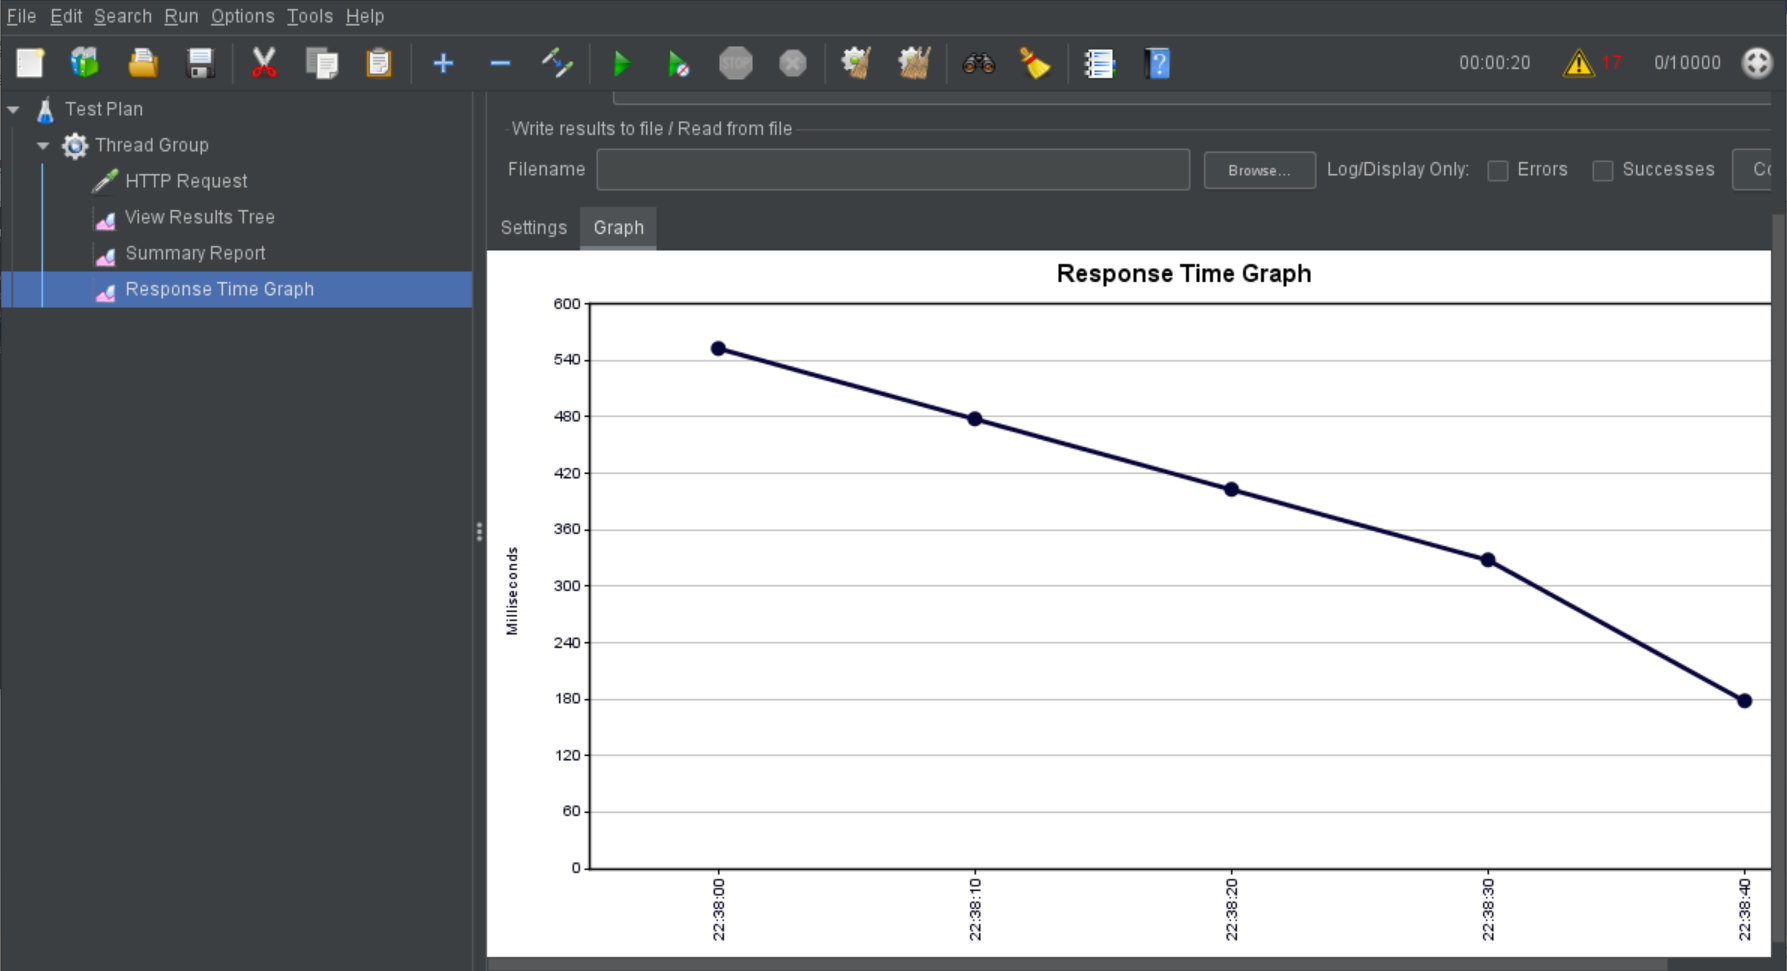 File Edit Search Run Options Tools Help
STOP
00:00:20 17 0/10000
Test Plan
Thread Group
HTTP Request
View Results Tree
Summary Report
Response Time Graph
Write results to file / Read from file
Filename Browse... Log/Display Only: Errors Successes Co
Settings Graph
Response Time Graph
600
540
480
420
360
300
240
180
120
60
0
Milliseconds
22:38:00 22:38:10 22:38:20 22:38:30 22:38:40